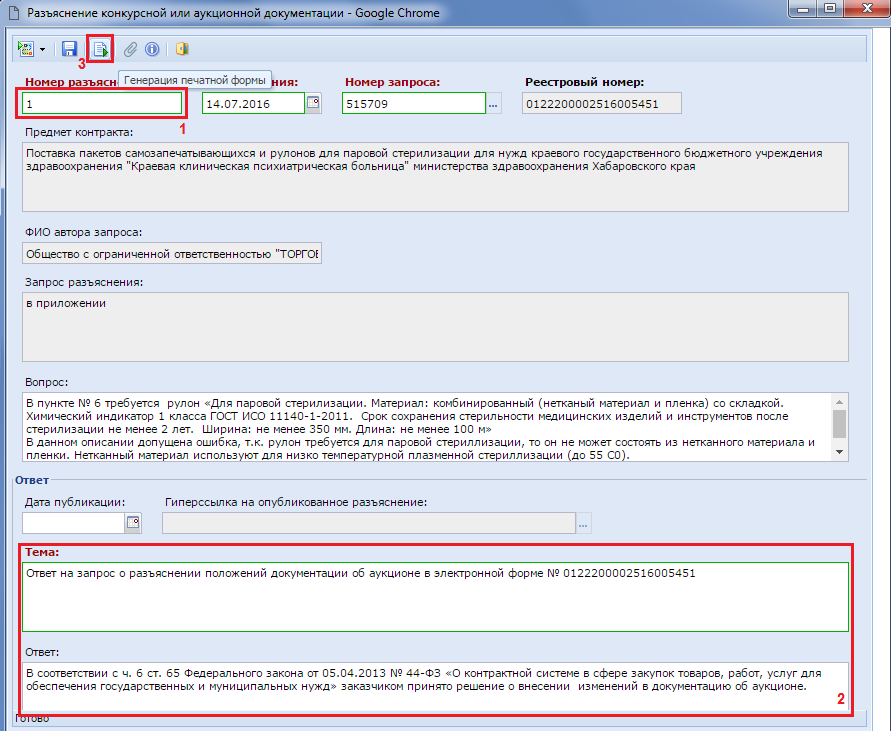 Разъяснение конкурсной или аукционной документации - Google Chrome
3
Генерация печатной формы
Номер разъясн ния: Номер запроса: Реестровый номер:
1 14.07.2016 515709 ... 0122200002516005451
1
Предмет контракта:
Поставка пакетов самозапечатывающихся и рулонов для паровой стерилизации для нужд краевого государственного бюджетного учреждения
здравоохранения "Краевая клиническая психиатрическая больница" министерства здравоохранения Хабаровского края
ФИО автора запроса:
Общество с ограниченной ответственностью "ТОРГОВ
Запрос разъяснения:
в приложении
Вопрос:
В пункте № 6 требуется  рулон «Для паровой стерилизации. Материал: комбинированный (нетканый материал и пленка) со складкой.
Химический индикатор 1 класса ГОСТ ИСО 11140-1-2011.  Срок сохранения стерильности медицинских изделий и инструментов после
стерилизации не менее 2 лет.  Ширина: не менее 350 мм. Длина: не менее 100 м»
В данном описании допущена ошибка, т.к. рулон требуется для паровой стериллизации, то он не может состоять из нетканного материала и
пленки. Нетканный материал используют для низко температурной плазменной стериллизации (до 55 С0).
Ответ
Дата публикации: Гиперссылка на опубликованное разъяснение:
...
Тема:
Ответ на запрос о разъяснении положений документации об аукционе в электронной форме № 0122200002516005451
Ответ:
В соответствии с ч. 6 ст. 65 Федерального закона от 05.04.2013 № 44-ФЗ «О контрактной системе в сфере закупок товаров, работ, услуг для
обеспечения государственных и муниципальных нужд» заказчиком принято решение о внесении  изменений в документацию об аукционе.
2
Готово